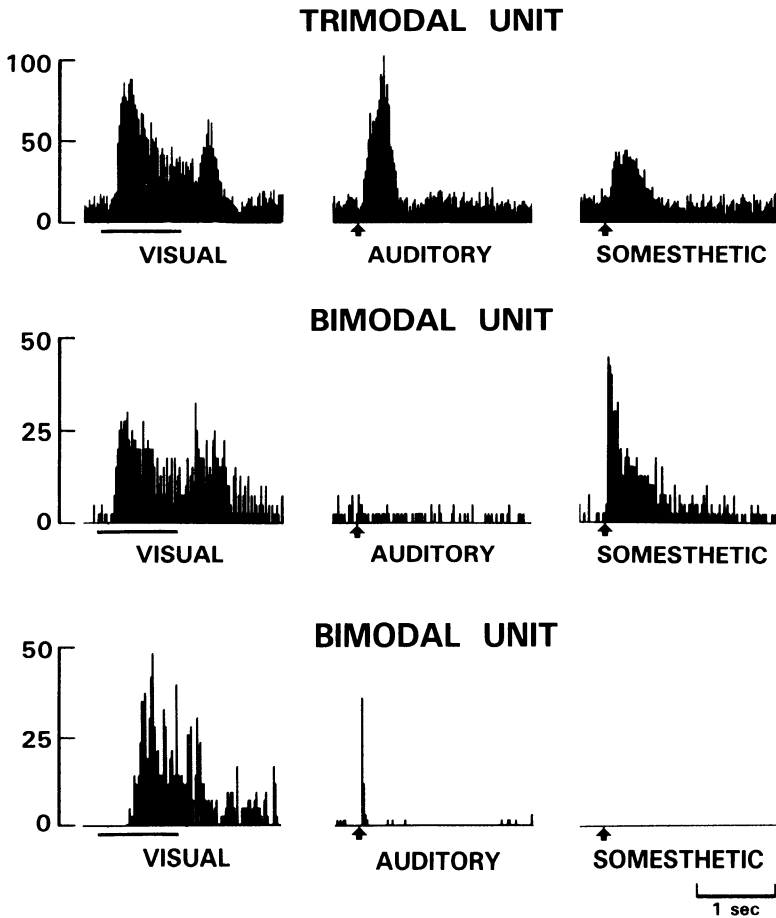 TRIMODAL UNIT
100
50
0
VISUAL AUDITORY SOMESTHETIC
BIMODAL UNIT
50
25
0
VISUAL AUDITORY SOMESTHETIC
BIMODAL UNIT
50
25
0
VISUAL AUDITORY SOMESTHETIC
1 sec